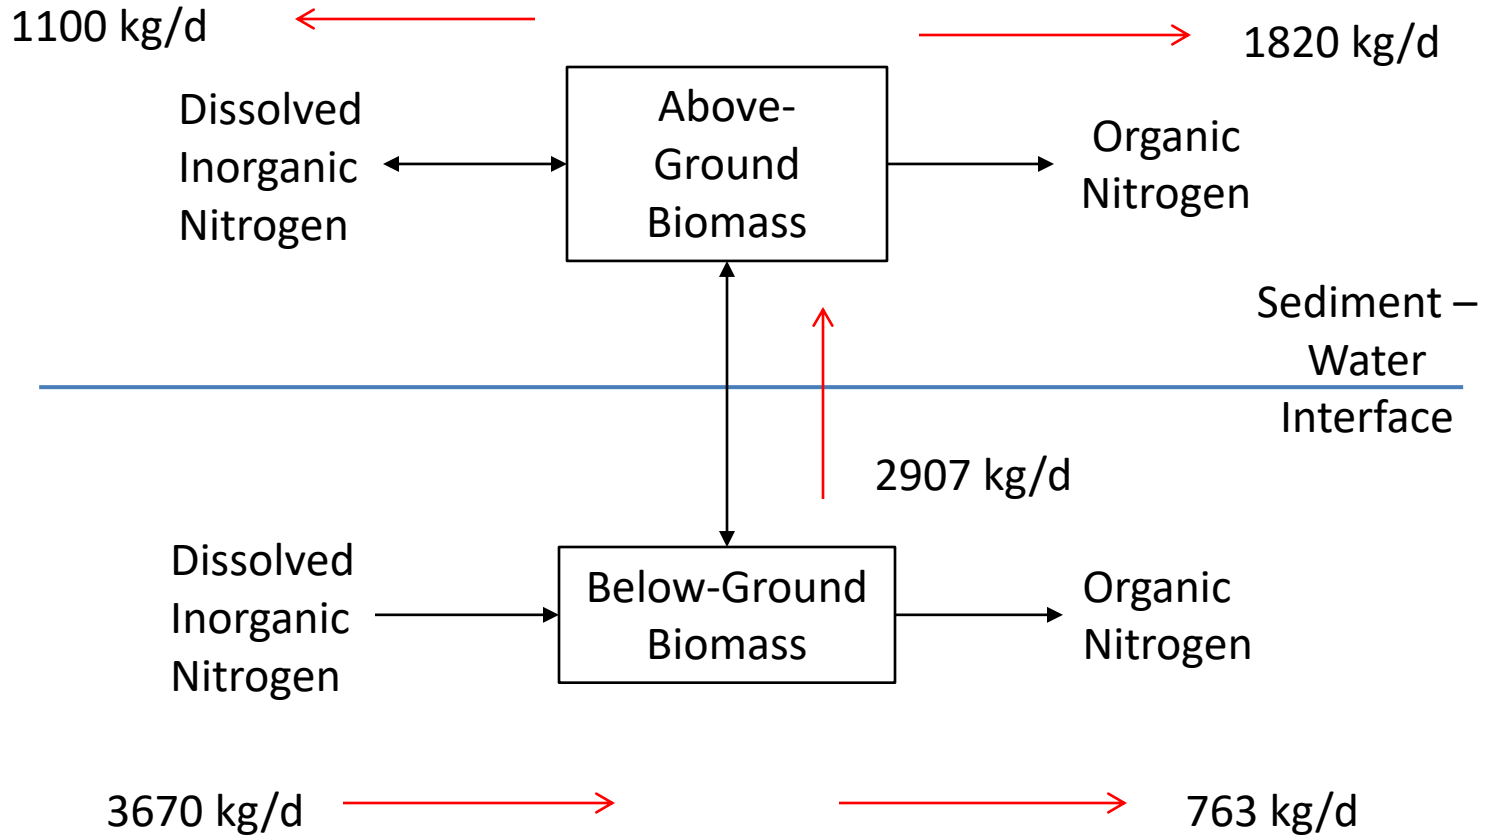 1100 kg/d
1820 kg/d
Dissolved
Inorganic
Nitrogen
Above-
Ground
Biomass
Organic
Nitrogen
Sediment –
Water
Interface
2907 kg/d
Dissolved
Inorganic
Nitrogen
Below-Ground
Biomass
Organic
Nitrogen
3670 kg/d
763 kg/d